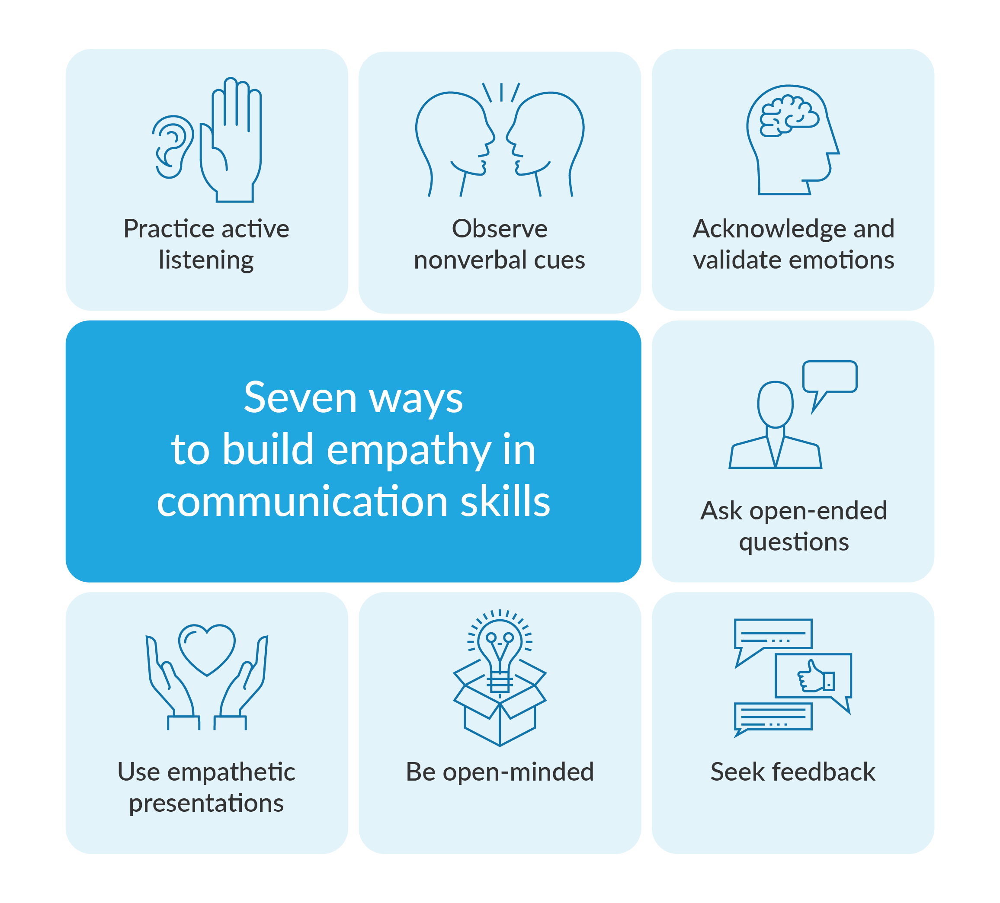 Practice active
listening
Observe
nonverbal cues
Acknowledge and
validate emotions
Seven ways
to build empathy in
communication skills
Ask open-ended
questions
Use empathetic
presentations
Be open-minded
Seek feedback